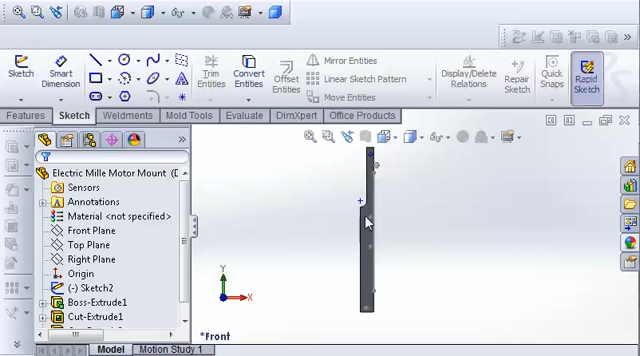 Sketch
Smart
Dimension
Trim
Entities
Convert
Entities
Offset
Entities
Mirror Entities
Linear Sketch Pattern
Move Entities
Display/Delete
Relations
Repair
Sketch
Quick
Snaps
Rapid
Sketch
Features
Sketch
Weldments
Mold Tools
Evaluate
DimXpert
Office Products
Electric Mille Motor Mount (D
Sensors
Annotations
Material <not specified>
Front Plane
Top Plane
Right Plane
Origin
(-) Sketch2
Boss-Extrude1
Cut-Extrude1
Y
X
*Front
Model
Motion Study 1